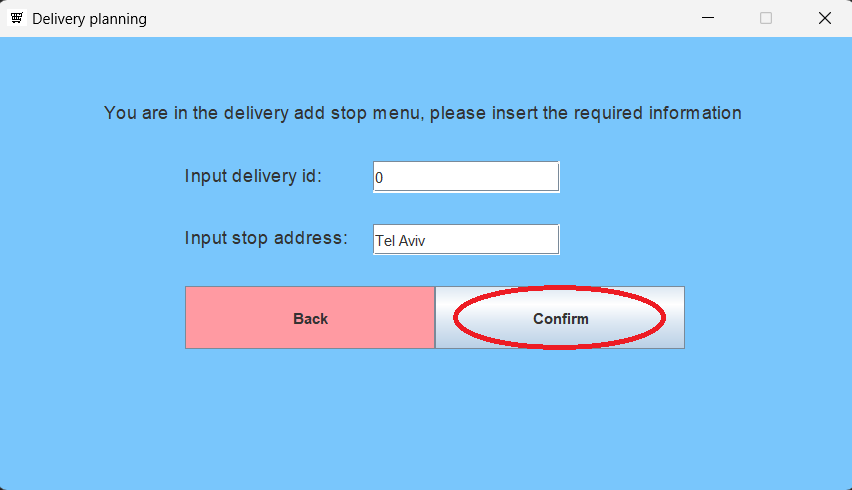 Delivery planning
You are in the delivery add stop menu, please insert the required information
Input delivery id: 0
Input stop address: Tel Aviv
Back Confirm